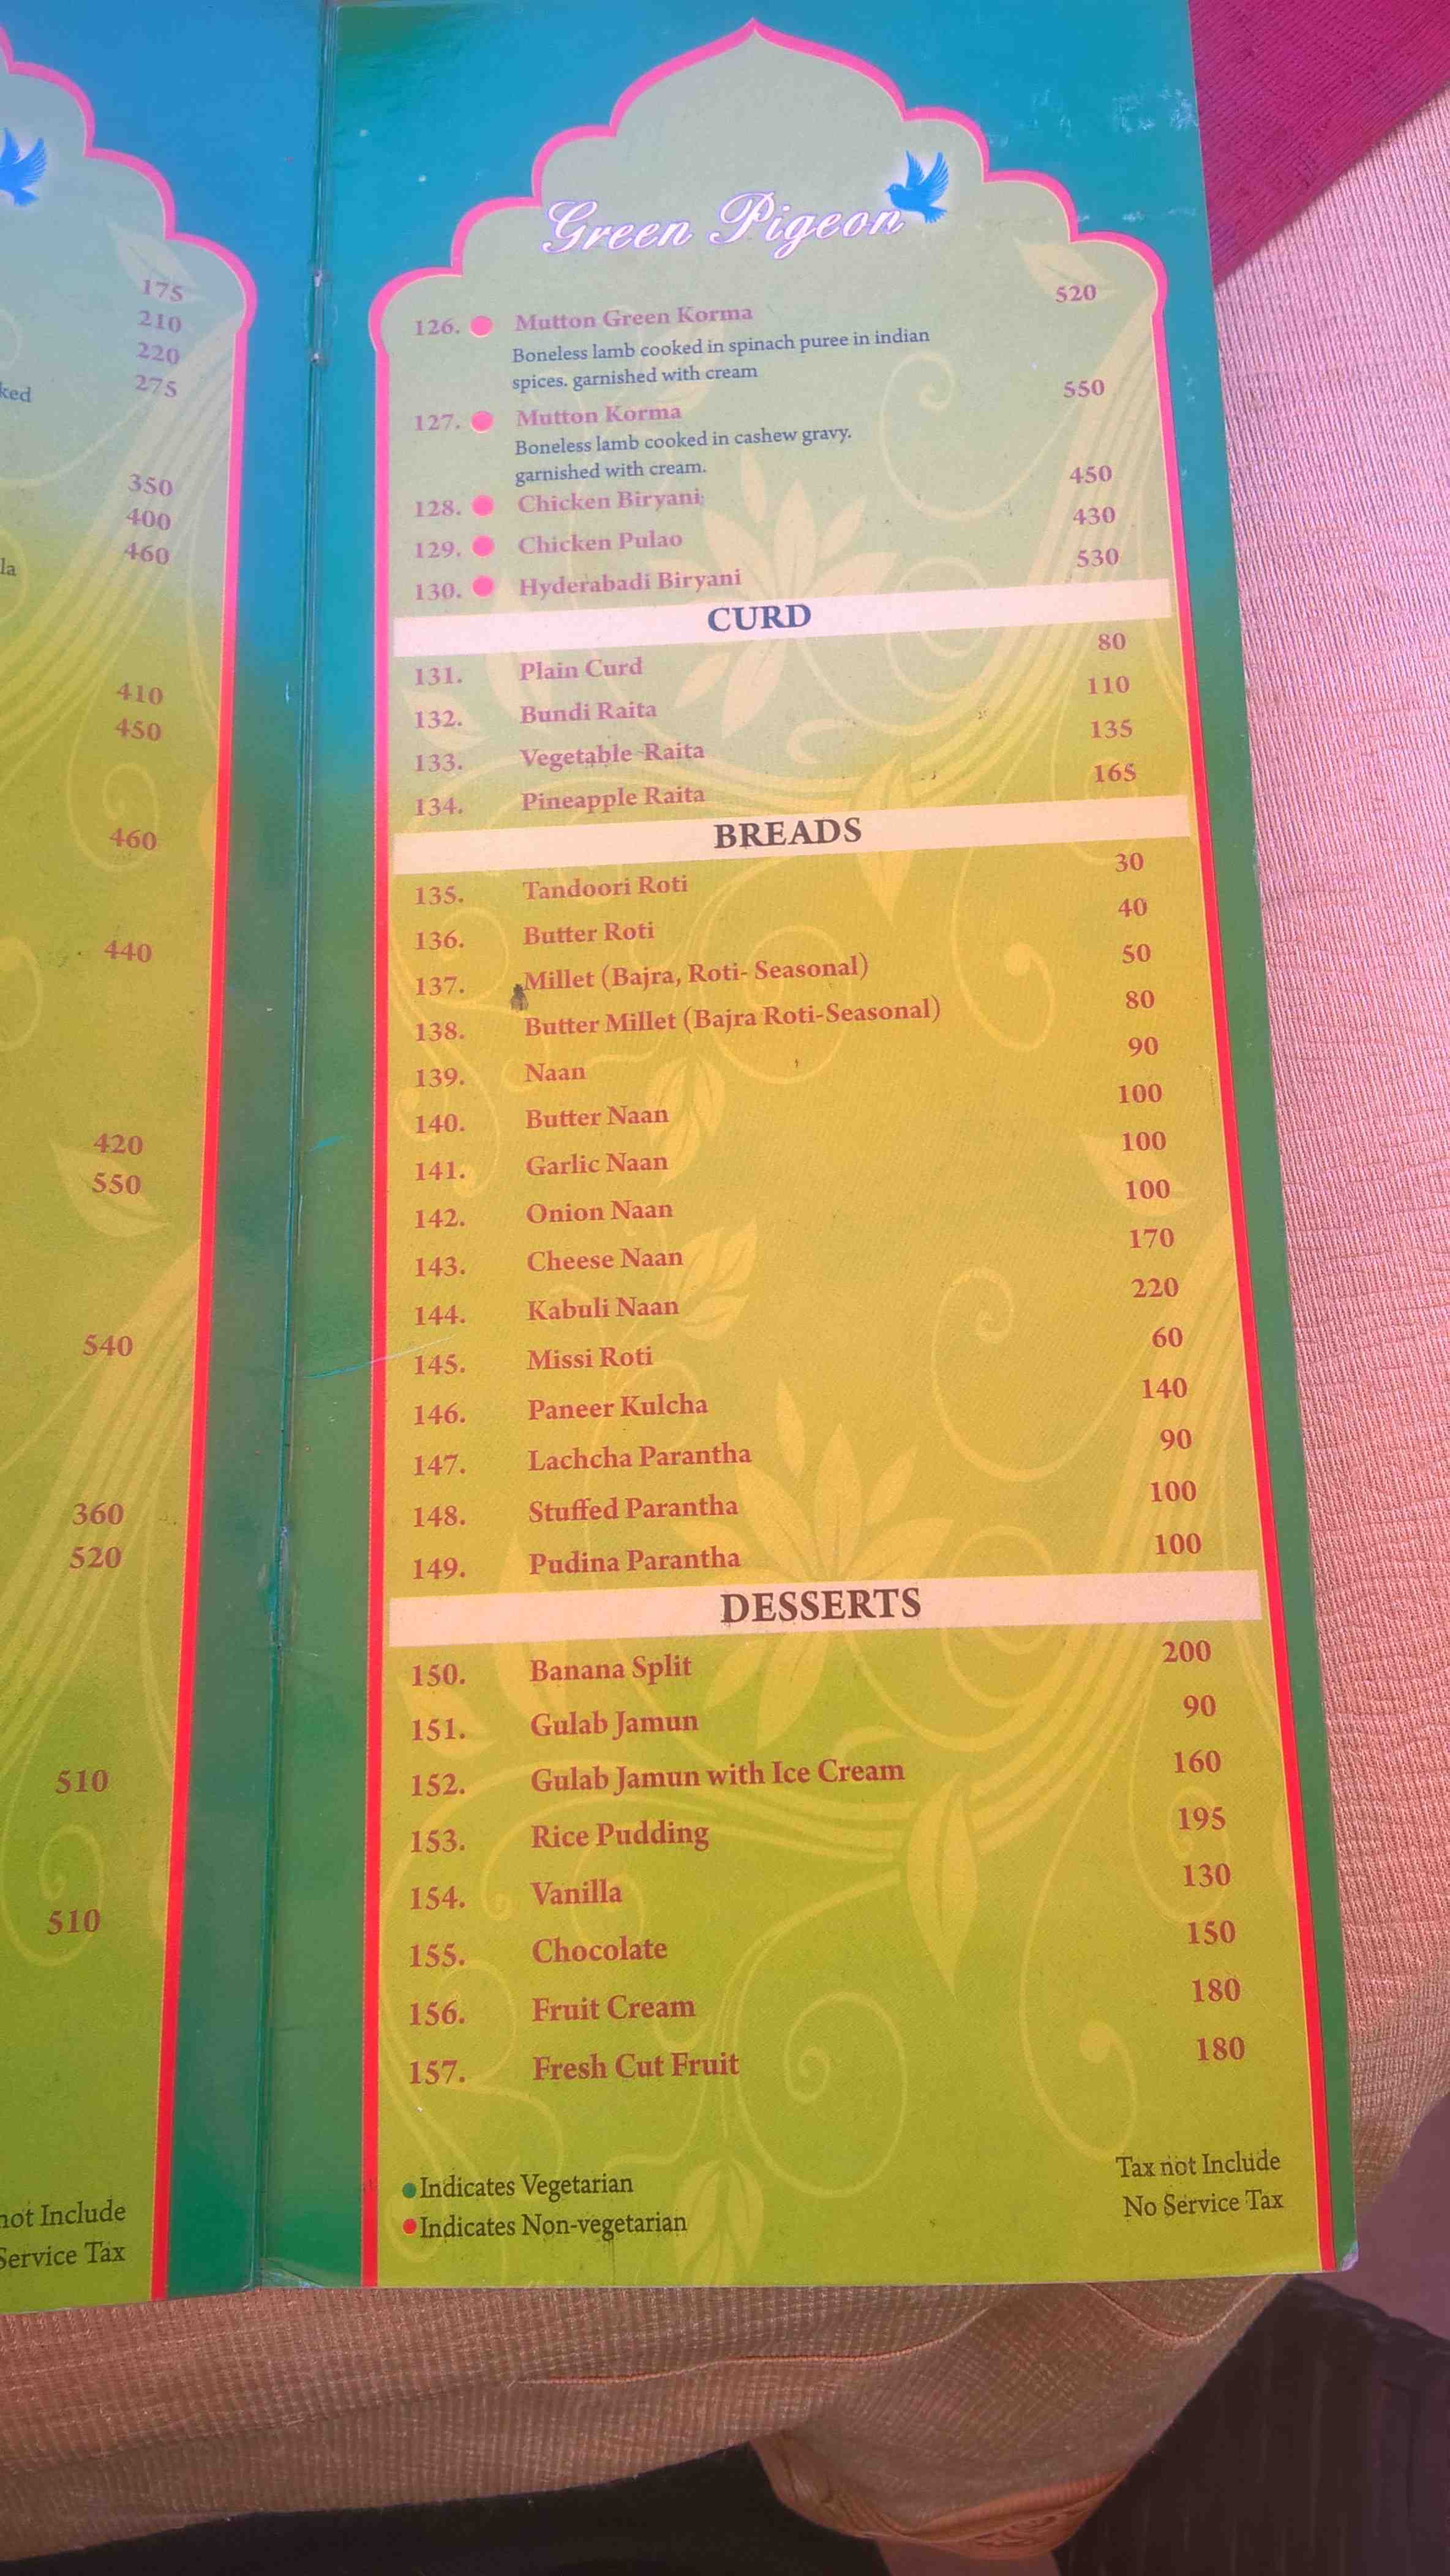 175
210
220
ked 275
350
400
la 460
410
450
460
440
420
550
540
360
520
510
510
not Include
Service Tax
Green Pigeon
126. Mutton Green Korma 520
Boneless lamb cooked in spinach puree in indian
spices. garnished with cream
127. Mutton Korma 550
Boneless lamb cooked in cashew gravy.
garnished with cream.
128. Chicken Biryani 450
129. Chicken Pulao 430
130. Hyderabadi Biryani 530
CURD
131. Plain Curd 80
132. Bundi Raita 110
133. Vegetable Raita 135
134. Pineapple Raita 165
BREADS
135. Tandoori Roti 30
136. Butter Roti 40
137. Millet (Bajra, Roti- Seasonal) 50
138. Butter Millet (Bajra Roti-Seasonal) 80
139. Naan 90
140. Butter Naan 100
141. Garlic Naan 100
142. Onion Naan 100
143. Cheese Naan 170
144. Kabuli Naan 220
145. Missi Roti 60
146. Paneer Kulcha 140
147. Lachcha Parantha 90
148. Stuffed Parantha 100
149. Pudina Parantha 100
DESSERTS
150. Banana Split 200
151. Gulab Jamun 90
152. Gulab Jamun with Ice Cream 160
153. Rice Pudding 195
154. Vanilla 130
155. Chocolate 150
156. Fruit Cream 180
157. Fresh Cut Fruit 180
Indicates Vegetarian
Indicates Non-vegetarian
Tax not Include
No Service Tax